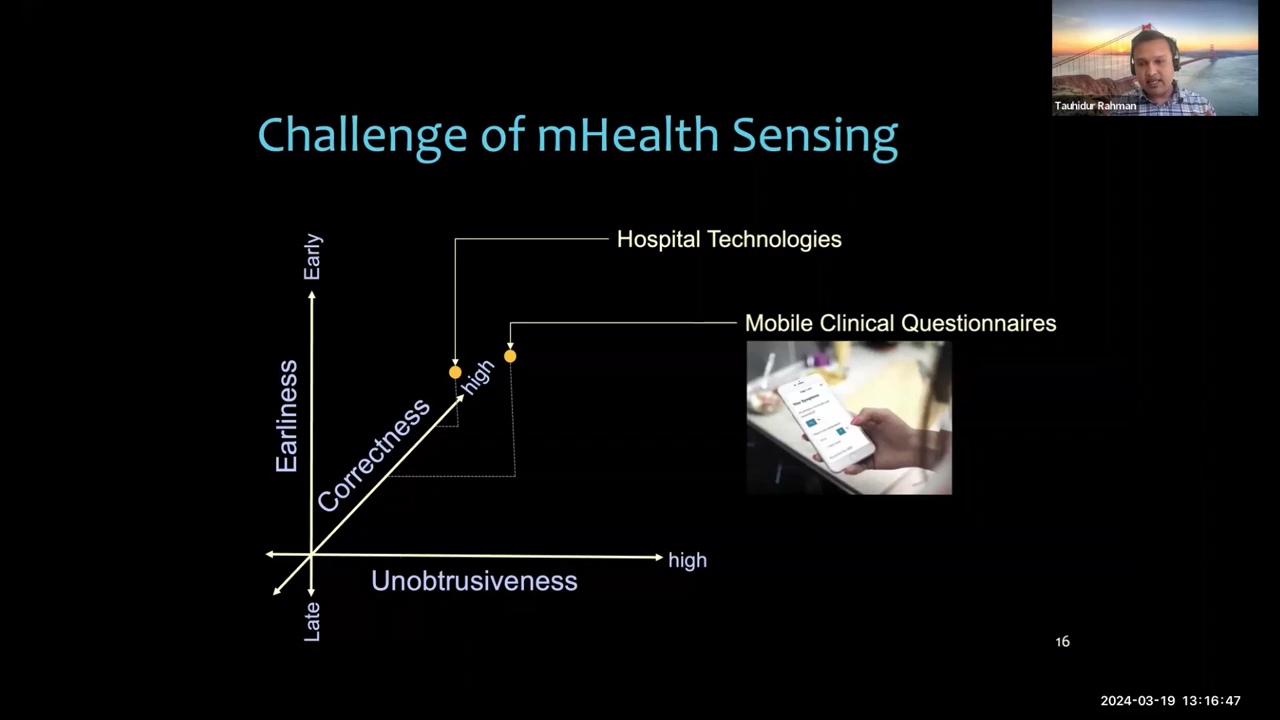 Tauhidur Rahman
Challenge of mHealth Sensing
Hospital Technologies
Early
Mobile Clinical Questionnaires
high
Earliness
Correctness
high
Unobtrusiveness
Late
16
2024-03-19 13:16:47